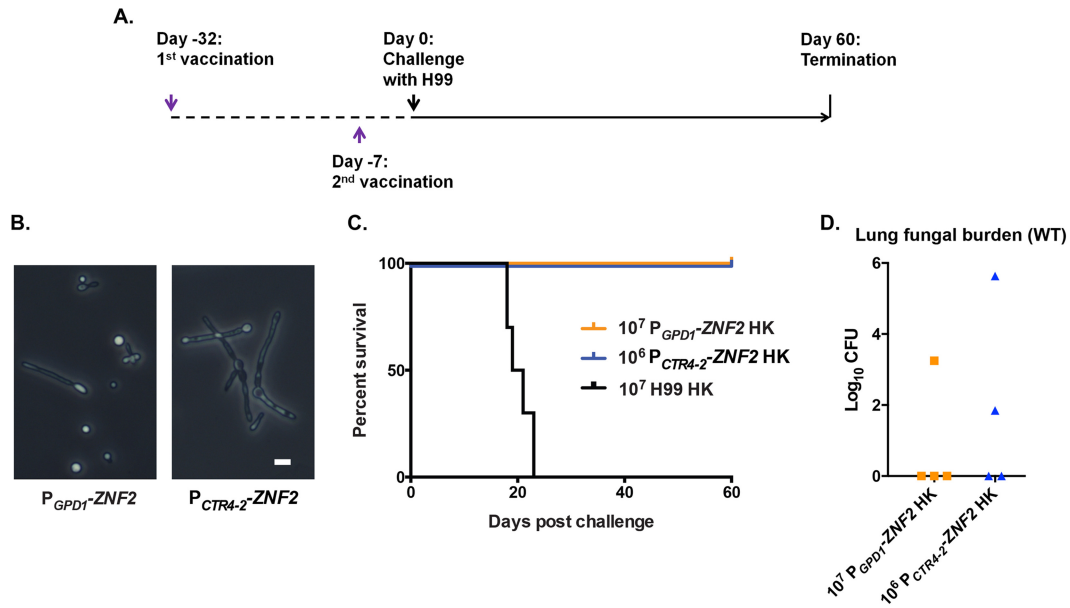 A.
Day -32:
1st vaccination
Day 0:
Challenge
with H99
Day 60:
Termination
Day -7:
2nd vaccination
B.
PGPD1-ZNF2
PCTR4-2-ZNF2
C.
Percent survival
100
50
0
0
20
40
60
Days post challenge
10⁷ PGPD1-ZNF2 HK
10⁶ PCTR4-2-ZNF2 HK
10⁷ H99 HK
D.
Lung fungal burden (WT)
Log10 CFU
6
4
2
0
10⁷ PGPD1-ZNF2 HK
10⁶ PCTR4-2-ZNF2 HK